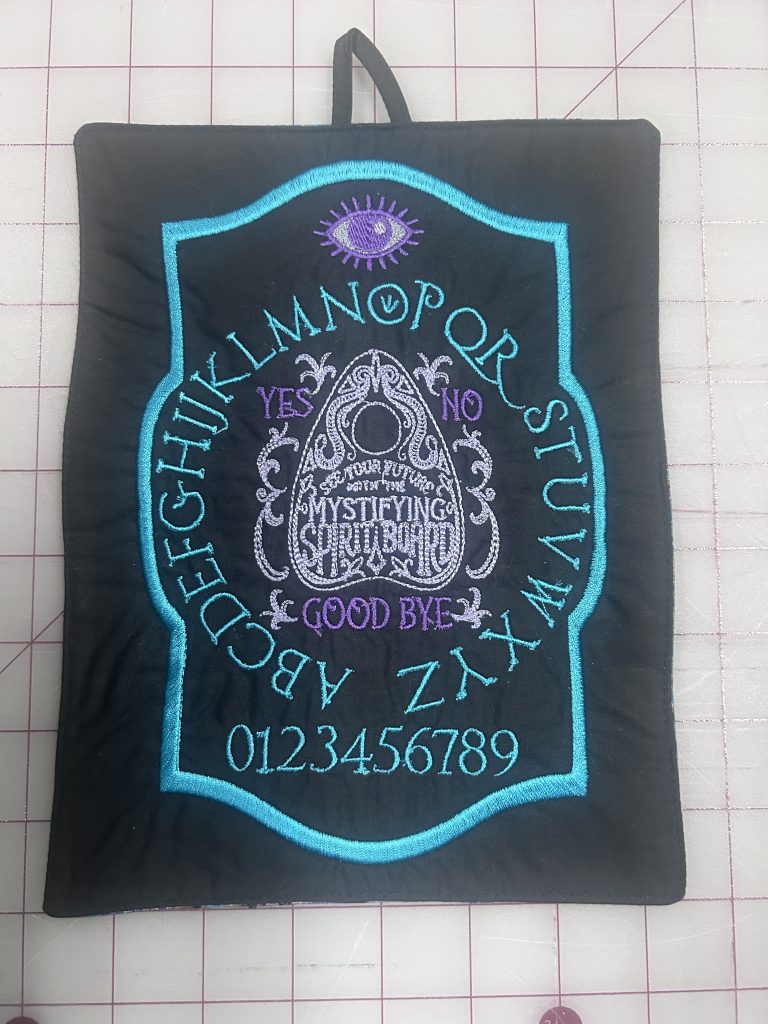 ABCDEFGHIJKLMNOPQRSTUVWXYZ
YES NO
SEE YOUR FUTURE
WITH THE
MYSTIFYING
SPIRIT BOARD
GOOD BYE
0123456789